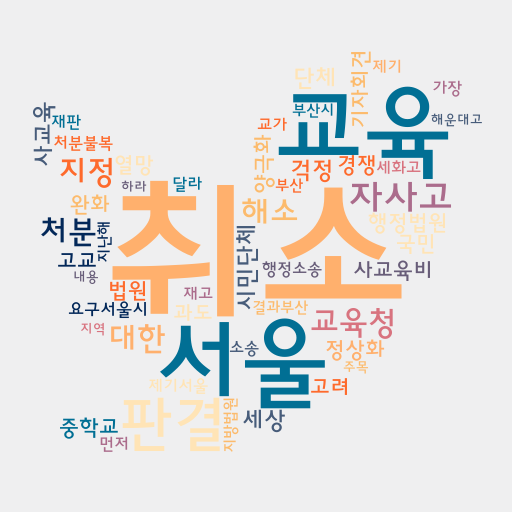 단체
기자회견
제기
가장
교육
부산시
해운대고
사교육
재판
처분불복
교가
양극화
걱정
경쟁
세화고
지정
열망
하라
달라
부산
자사고
완화
취소
해소
행정법원
국민
처분
지난해
고교
내용
시민단체
행정소송
사교육비
법원
재고
요구서울시
과도
결과부산
교육청
지역
대한
서울
소송
정상화
제기서울
주목
고려
판결
지방법원
세상
중학교
먼저